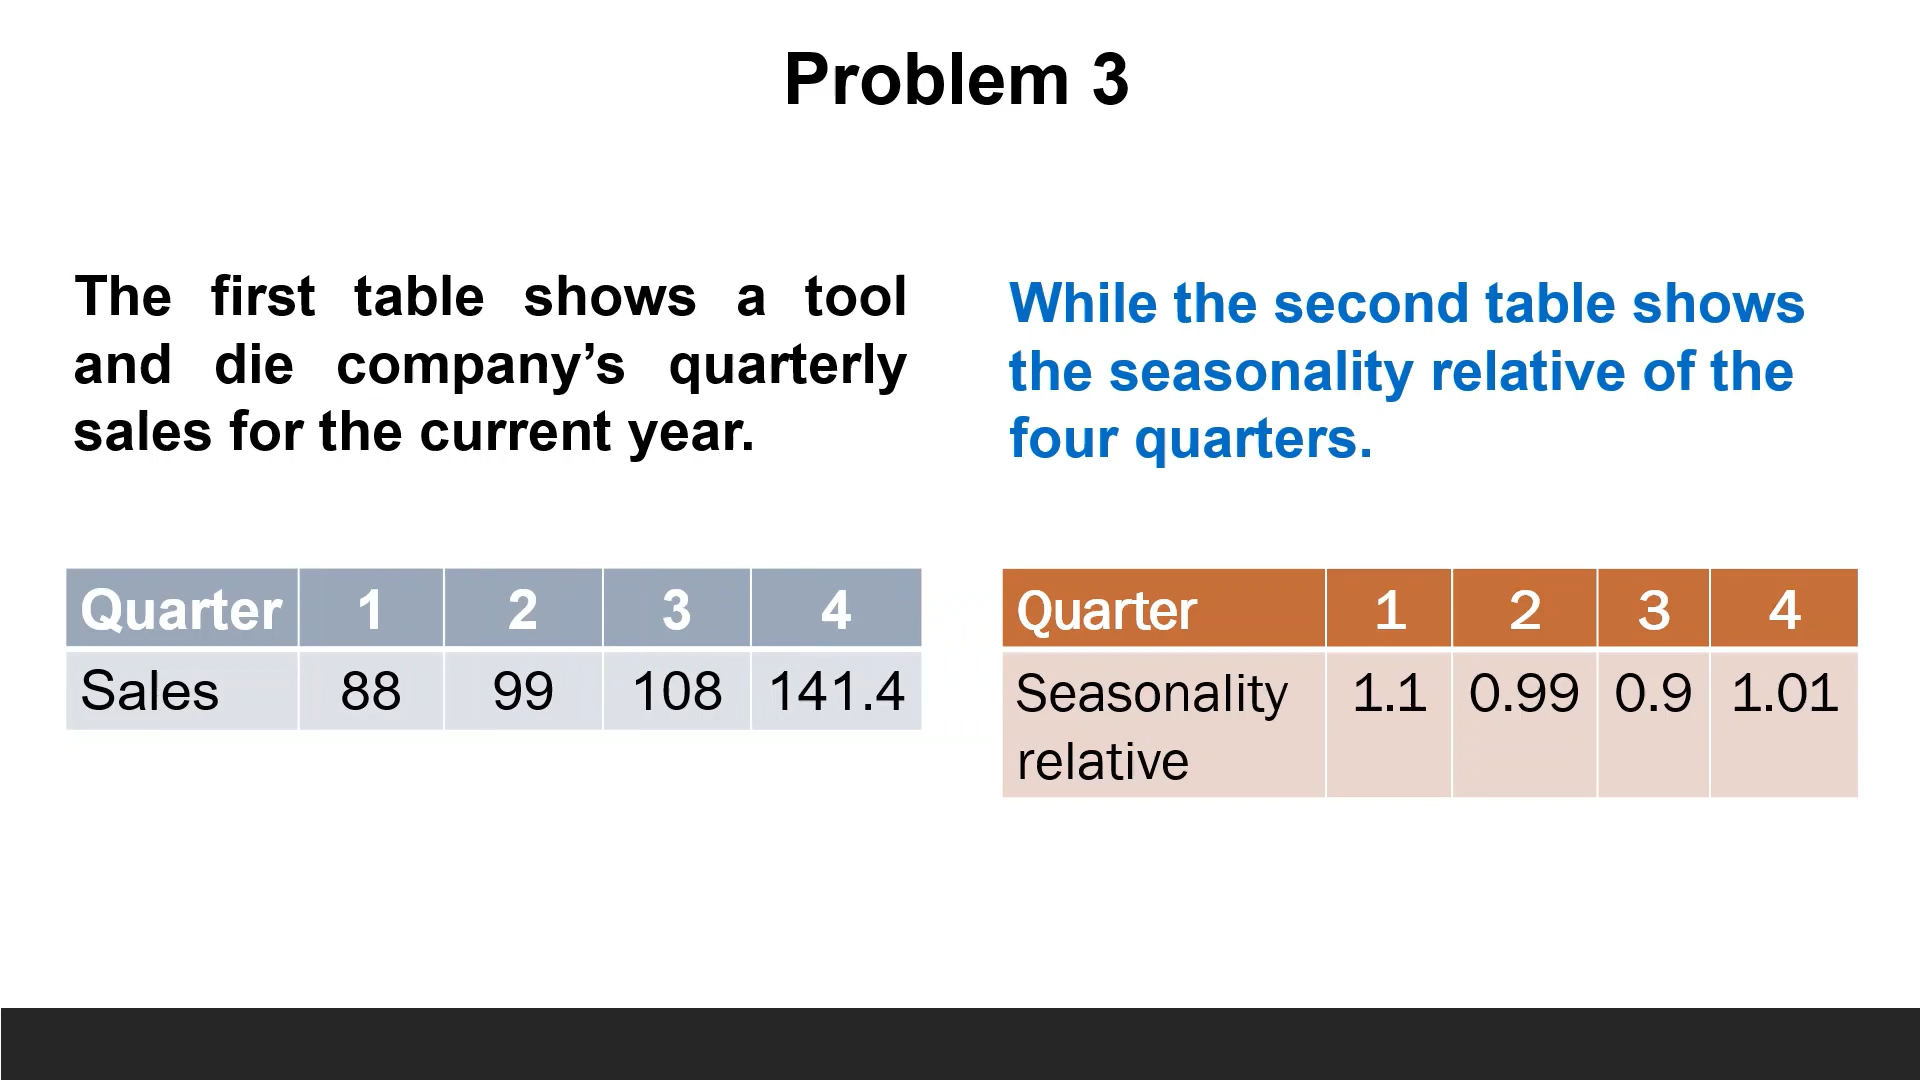 Problem 3
The first table shows a tool
and die company’s quarterly
sales for the current year.
While the second table shows
the seasonality relative of the
four quarters.
Quarter 1 2 3 4
Sales 88 99 108 141.4
Quarter 1 2 3 4
Seasonality 1.1 0.99 0.9 1.01
relative